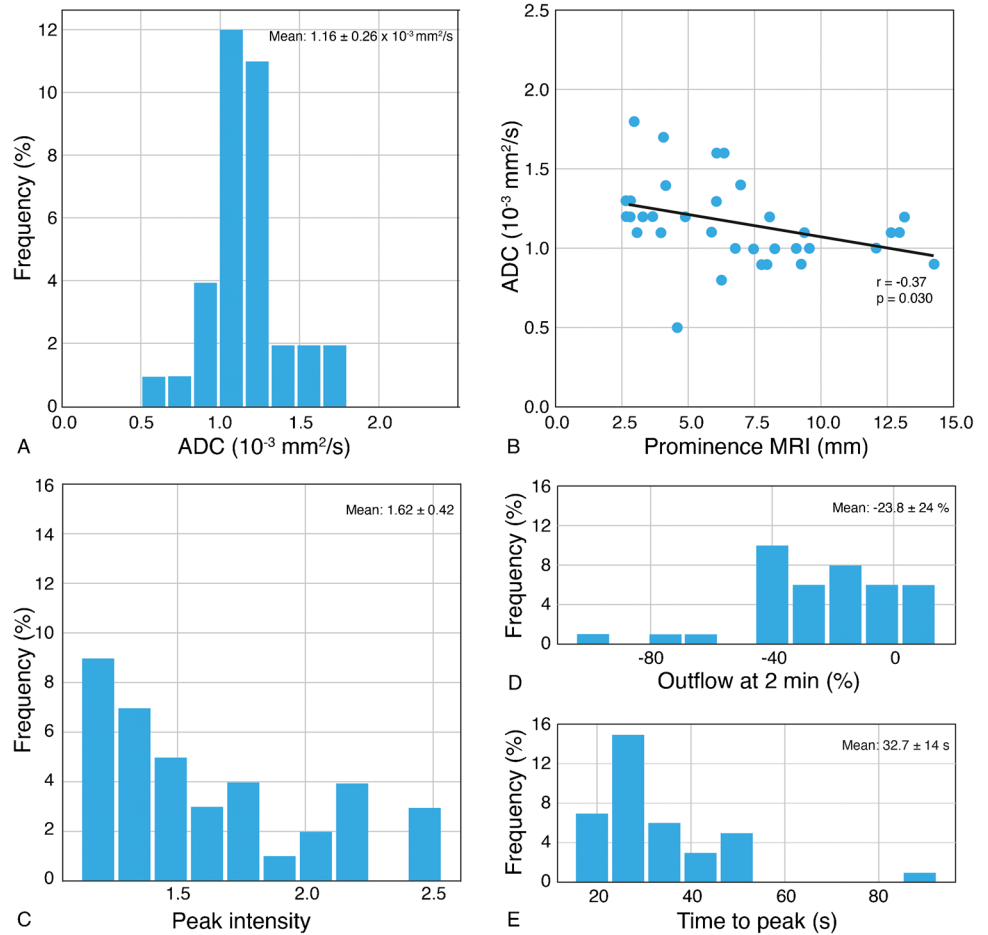 12
10
8
6
4
2
0
Frequency (%)
Mean: 1.16 ± 0.26 x 10⁻³ mm²/s
0.0 0.5 1.0 1.5 2.0
A ADC (10⁻³ mm²/s)
2.5
2.0
1.5
1.0
0.5
0.0
ADC (10⁻³ mm²/s)
r = -0.37
p = 0.030
0.0 2.5 5.0 7.5 10.0 12.5 15.0
B Prominence MRI (mm)
16
14
12
10
8
6
4
2
0
Frequency (%)
Mean: 1.62 ± 0.42
1.5 2.0 2.5
C Peak intensity
16
12
8
4
0
Frequency (%)
Mean: -23.8 ± 24 %
-80 -40 0
D Outflow at 2 min (%)
16
12
8
4
0
Frequency (%)
Mean: 32.7 ± 14 s
20 40 60 80
E Time to peak (s)